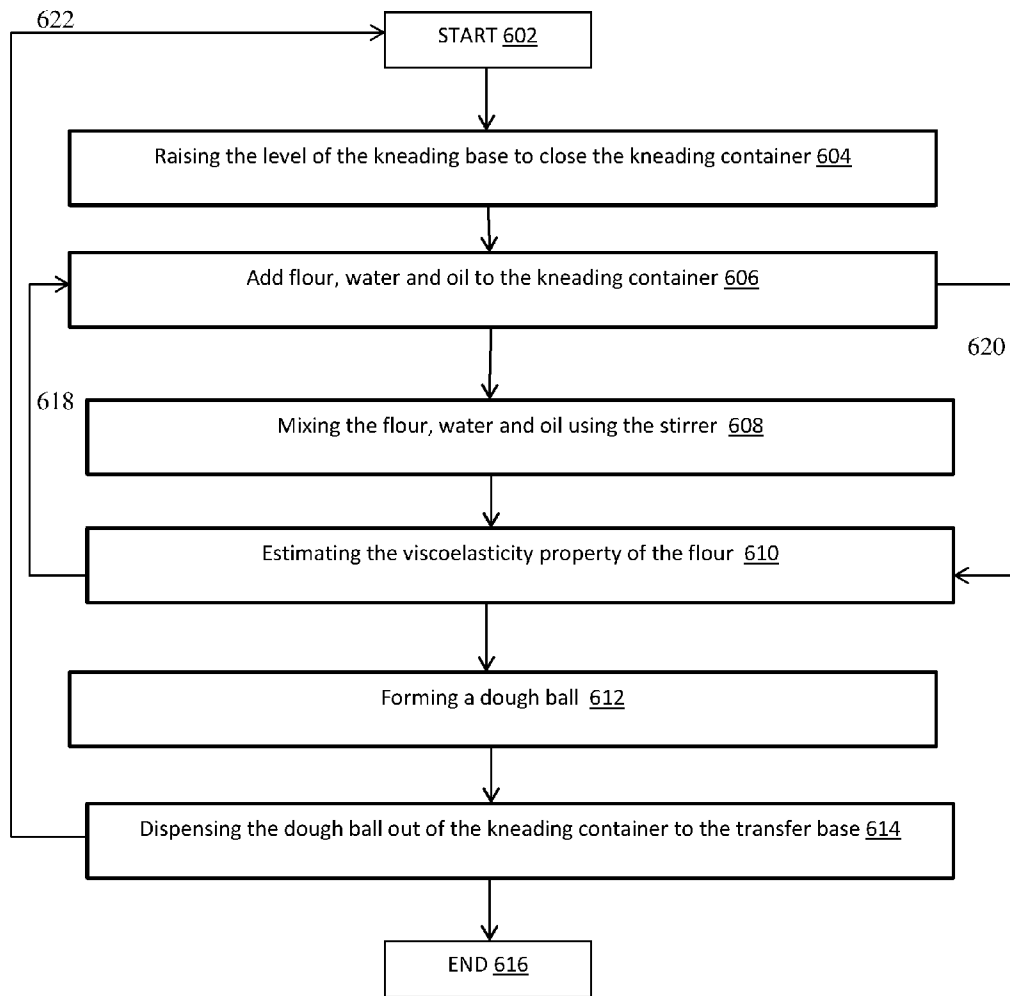 622
START 602
Raising the level of the kneading base to close the kneading container 604
Add flour, water and oil to the kneading container 606
620
618
Mixing the flour, water and oil using the stirrer 608
Estimating the viscoelasticity property of the flour 610
Forming a dough ball 612
Dispensing the dough ball out of the kneading container to the transfer base 614
END 616